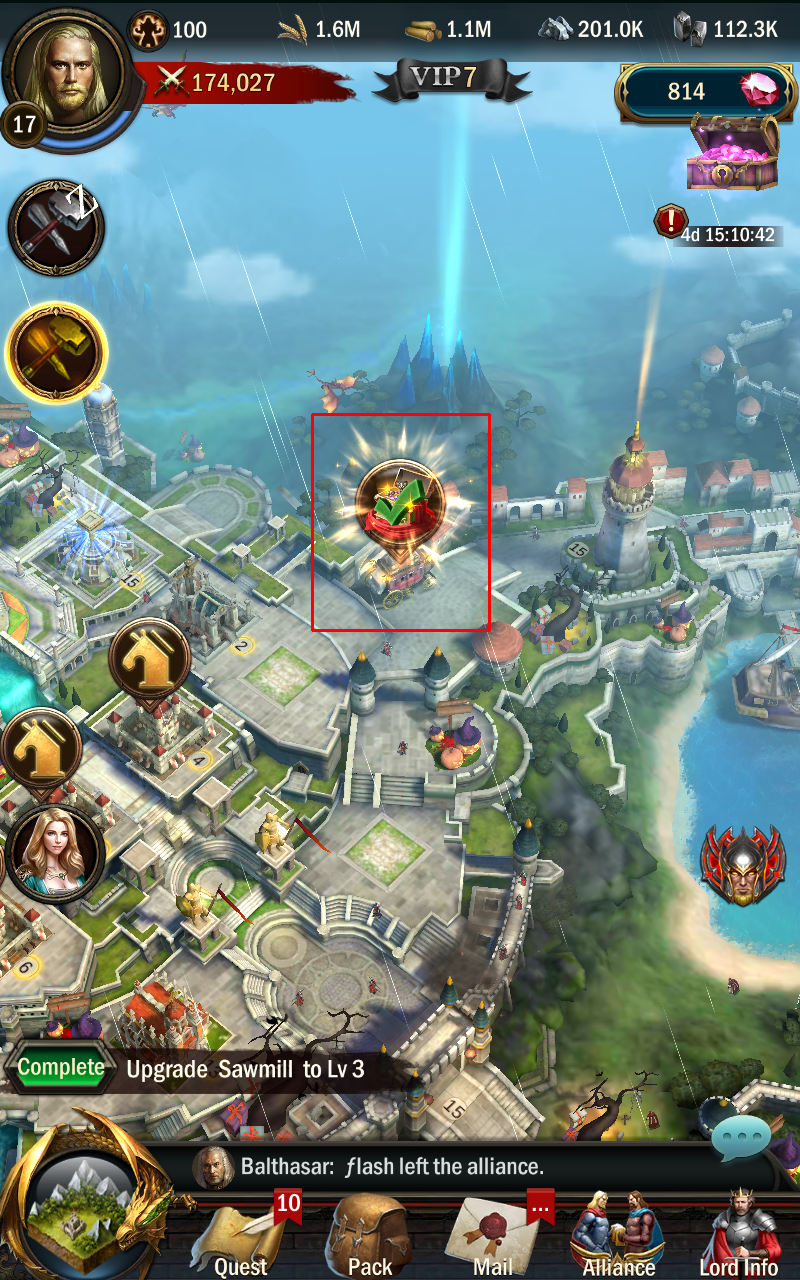 100
1.6M
1.1M
201.0K
112.3K
174,027
VIP7
814
17
Z
4d 15:10:42
15
15
2
4
6
Complete
Upgrade Sawmill to Lv 3
15
Balthasar: ƒlash left the alliance.
10
...
Quest
Pack
Mail
Alliance
Lord Info